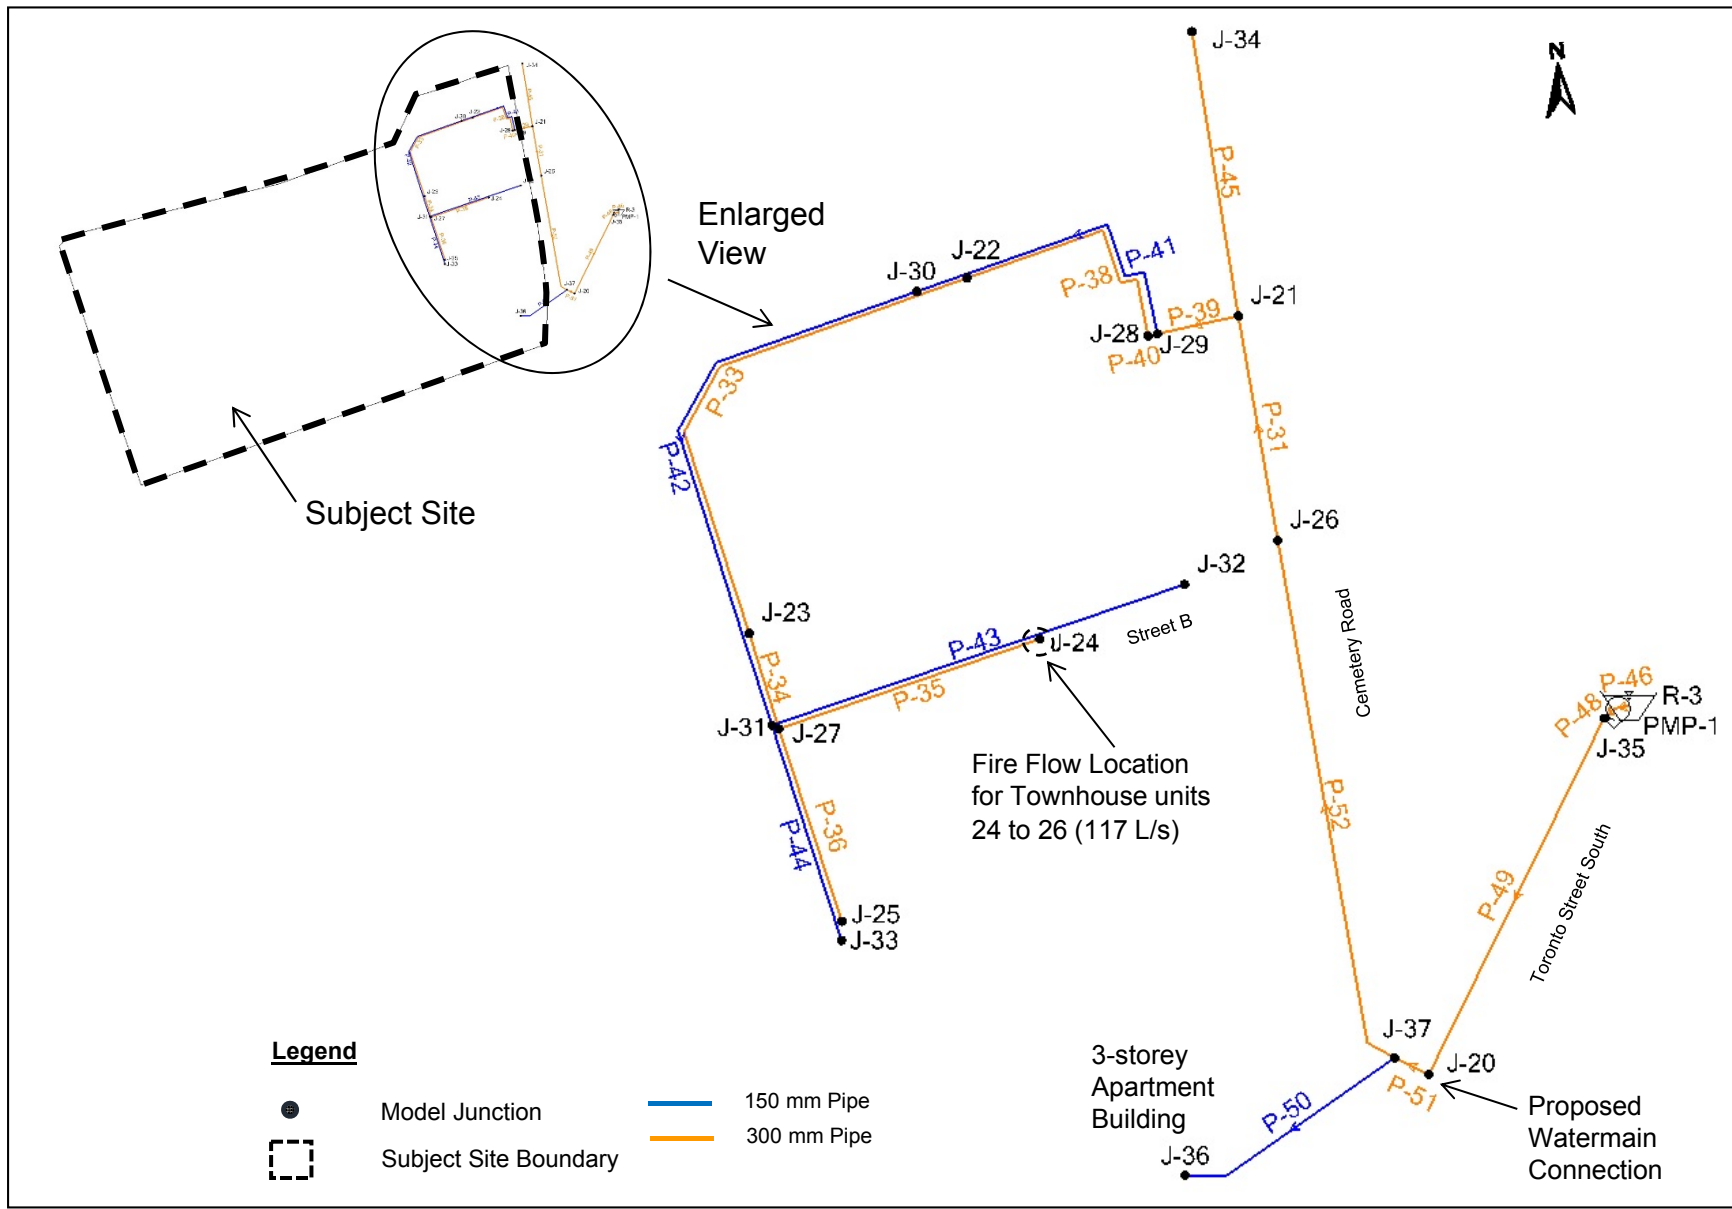 J-34
N
P-45
Enlarged
View
J-22
J-30
P-41
P-38
J-21
P-39
J-28
J-29
P-40
P-33
P-31
P-42
Subject Site
J-26
J-32
J-23
Street B
P-43
J-24
Cemetery Road
P-34
P-35
P-46
P-48
R-3
PMP-1
J-35
J-31
J-27
Fire Flow Location
for Townhouse units
24 to 26 (117 L/s)
P-52
P-36
P-44
Toronto Street South
P-49
J-25
J-33
Legend
Model Junction
Subject Site Boundary
150 mm Pipe
300 mm Pipe
3-storey
Apartment
Building
J-37
J-20
P-51
P-50
J-36
Proposed
Watermain
Connection